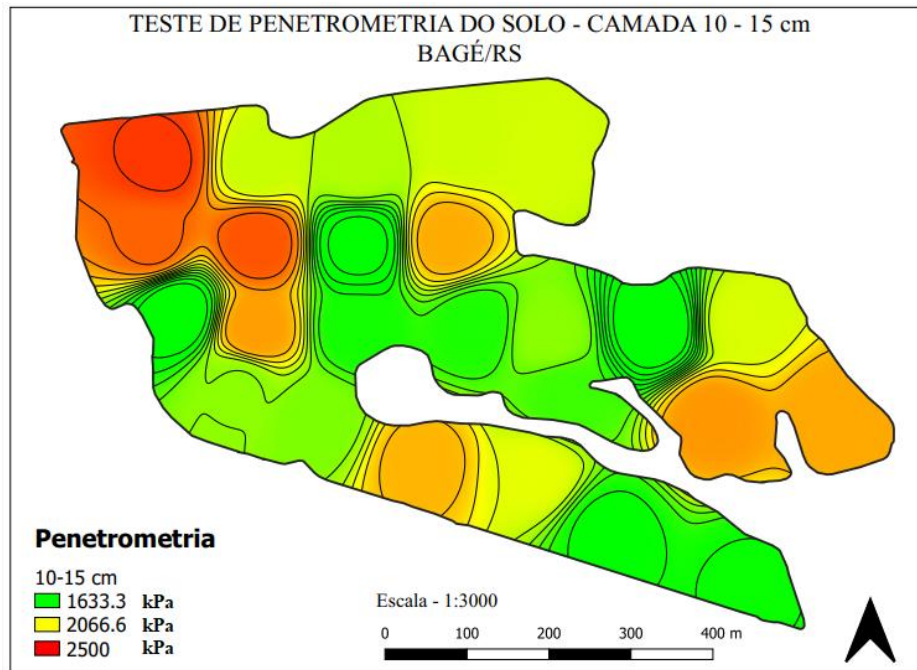 TESTE DE PENETROMETRIA DO SOLO - CAMADA 10 - 15 cm
BAGÉ/RS
Penetrometria
10-15 cm
1633.3 kPa
2066.6 kPa
2500 kPa
Escala - 1:3000
0 100 200 300 400 m